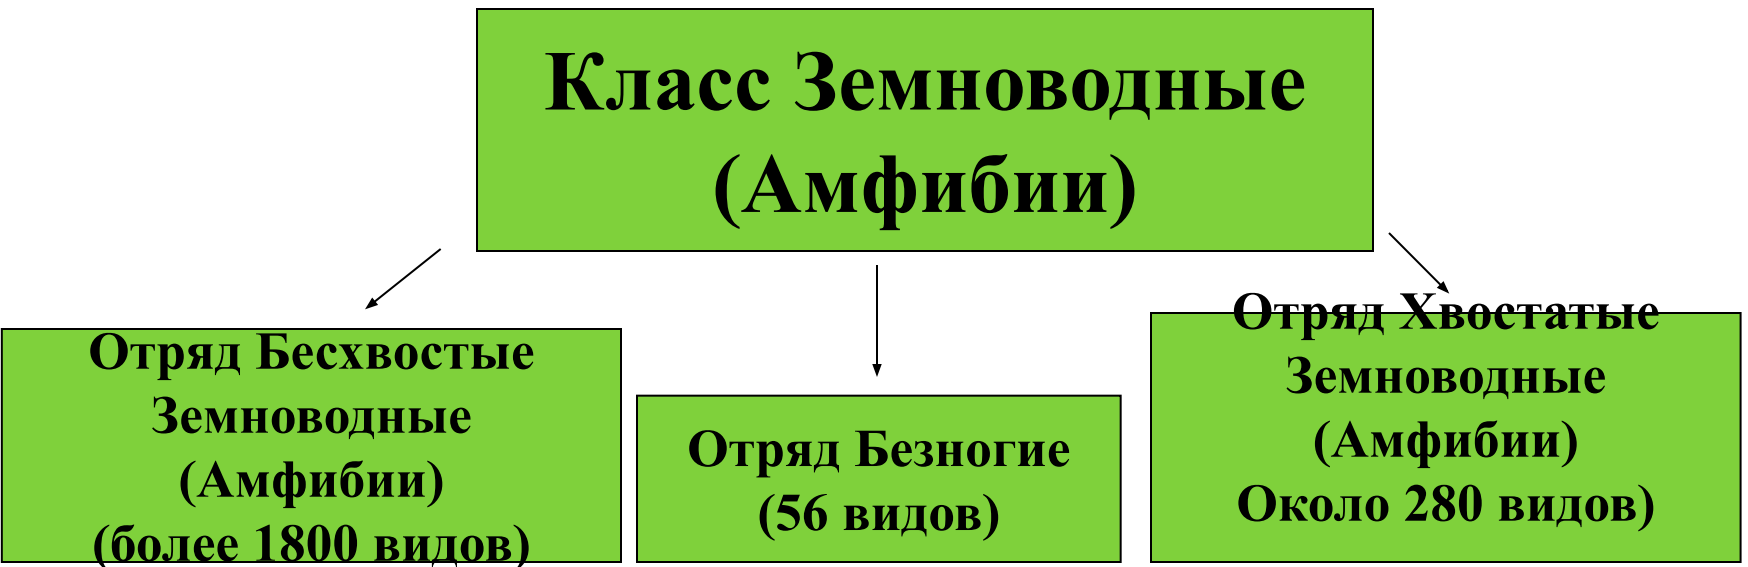 Класс Земноводные
(Амфибии)
Отряд Бесхвостые
Земноводные
(Амфибии)
(более 1800 видов)
Отряд Безногие
(56 видов)
Отряд Хвостатые
Земноводные
(Амфибии)
Около 280 видов)